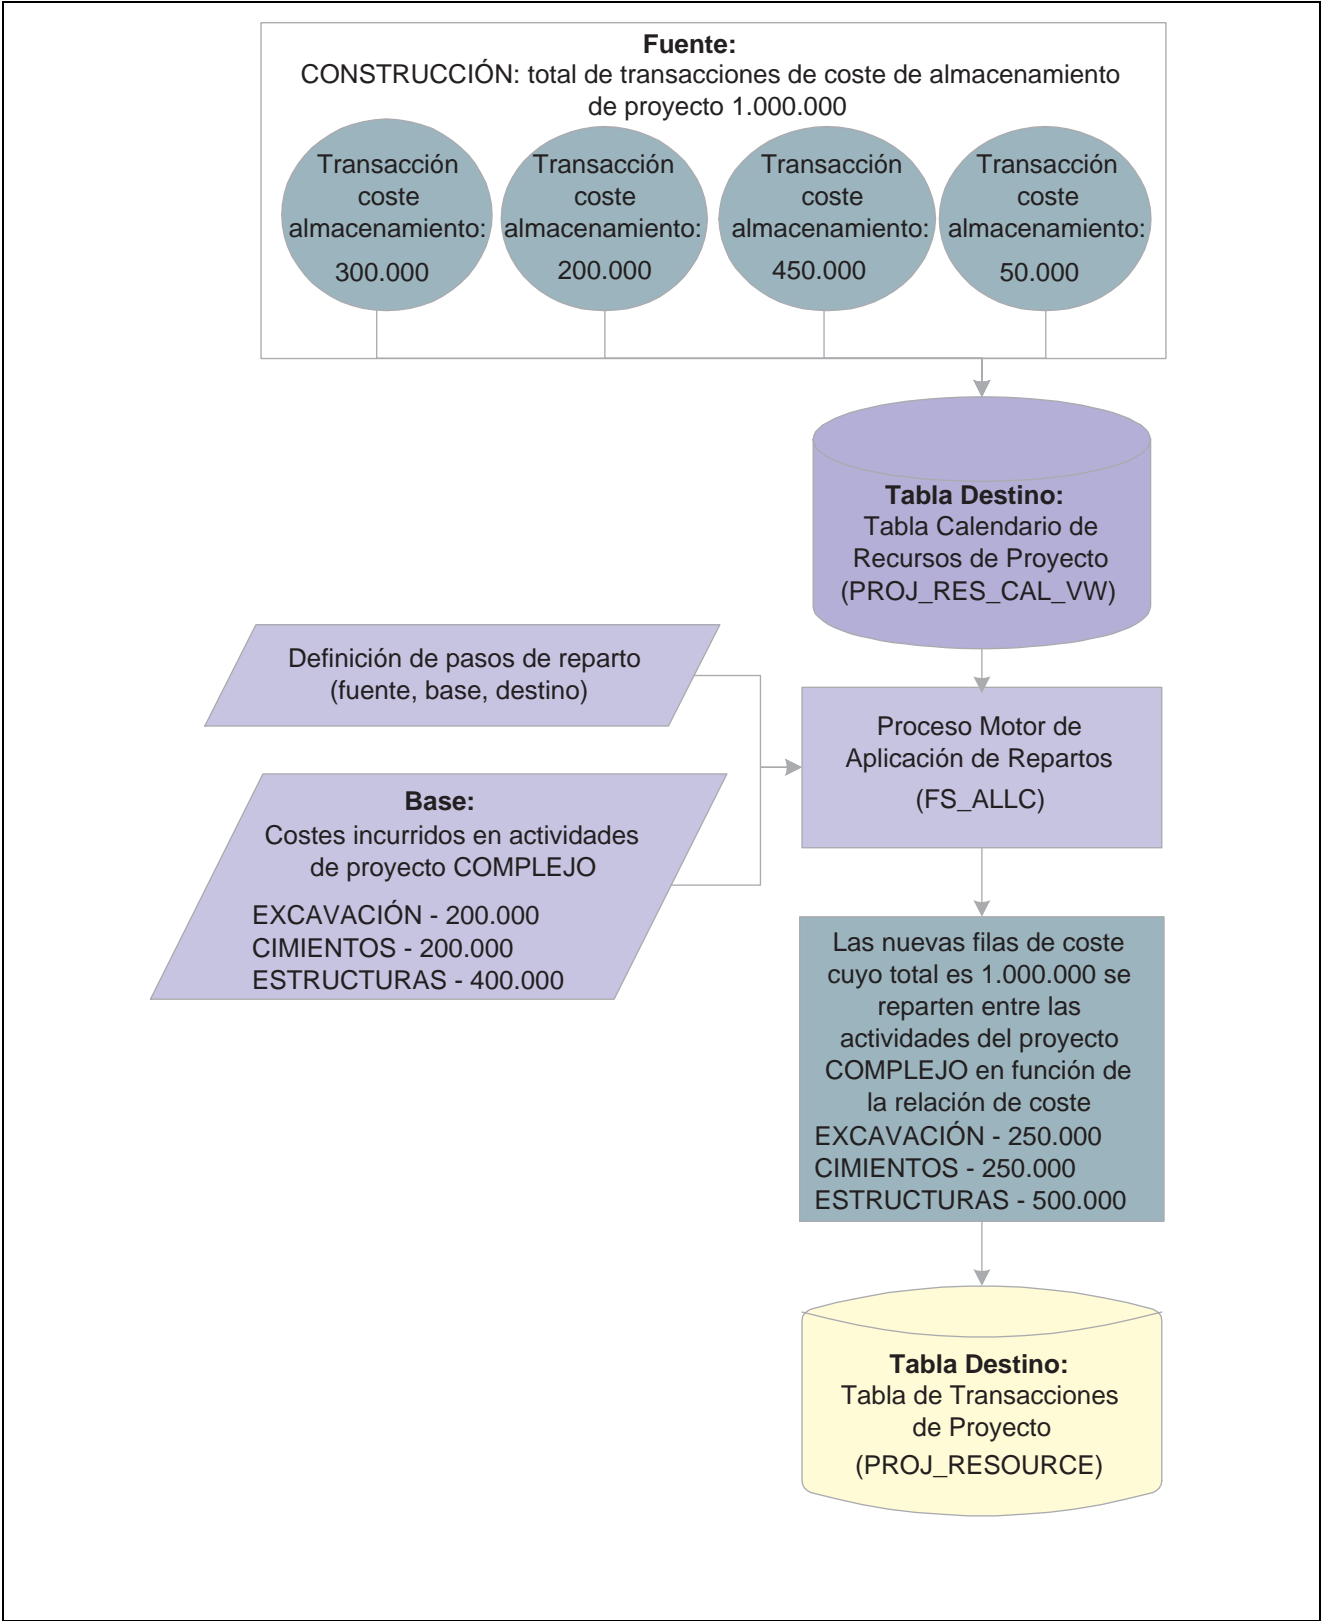 Fuente:
CONSTRUCCIÓN: total de transacciones de coste de almacenamiento
de proyecto 1.000.000
Transacción
coste
almacenamiento:
300.000
Transacción
coste
almacenamiento:
200.000
Transacción
coste
almacenamiento:
450.000
Transacción
coste
almacenamiento:
50.000
Tabla Destino:
Tabla Calendario de
Recursos de Proyecto
(PROJ_RES_CAL_VW)
Definición de pasos de reparto
(fuente, base, destino)
Proceso Motor de
Aplicación de Repartos
(FS_ALLC)
Base:
Costes incurridos en actividades
de proyecto COMPLEJO
EXCAVACIÓN - 200.000
CIMIENTOS - 200.000
ESTRUCTURAS - 400.000
Las nuevas filas de coste
cuyo total es 1.000.000 se
reparten entre las
actividades del proyecto
COMPLEJO en función de
la relación de coste
EXCAVACIÓN - 250.000
CIMIENTOS - 250.000
ESTRUCTURAS - 500.000
Tabla Destino:
Tabla de Transacciones
de Proyecto
(PROJ_RESOURCE)